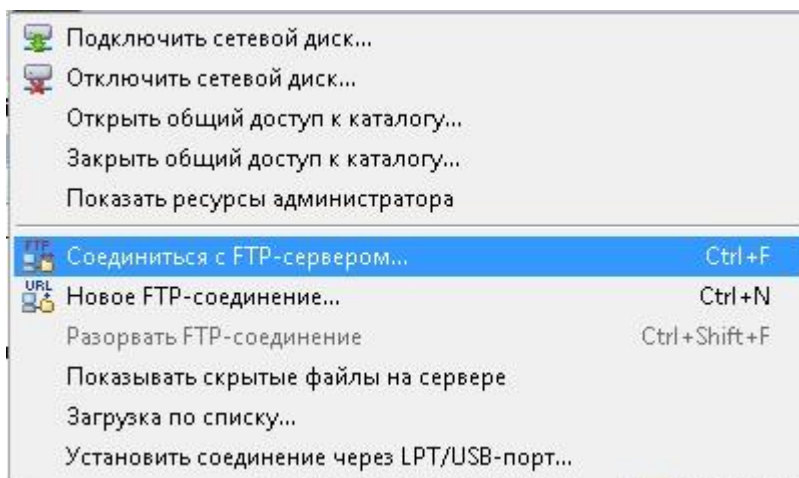 Подключить сетевой диск...
Отключить сетевой диск...
Открыть общий доступ к каталогу...
Закрыть общий доступ к каталогу...
Показать ресурсы администратора
FTP Соединиться с FTP-сервером... Ctrl+F
URL Новое FTP-соединение... Ctrl+N
Разорвать FTP-соединение Ctrl+Shift+F
Показывать скрытые файлы на сервере
Загрузка по списку...
Установить соединение через LPT/USB-порт...